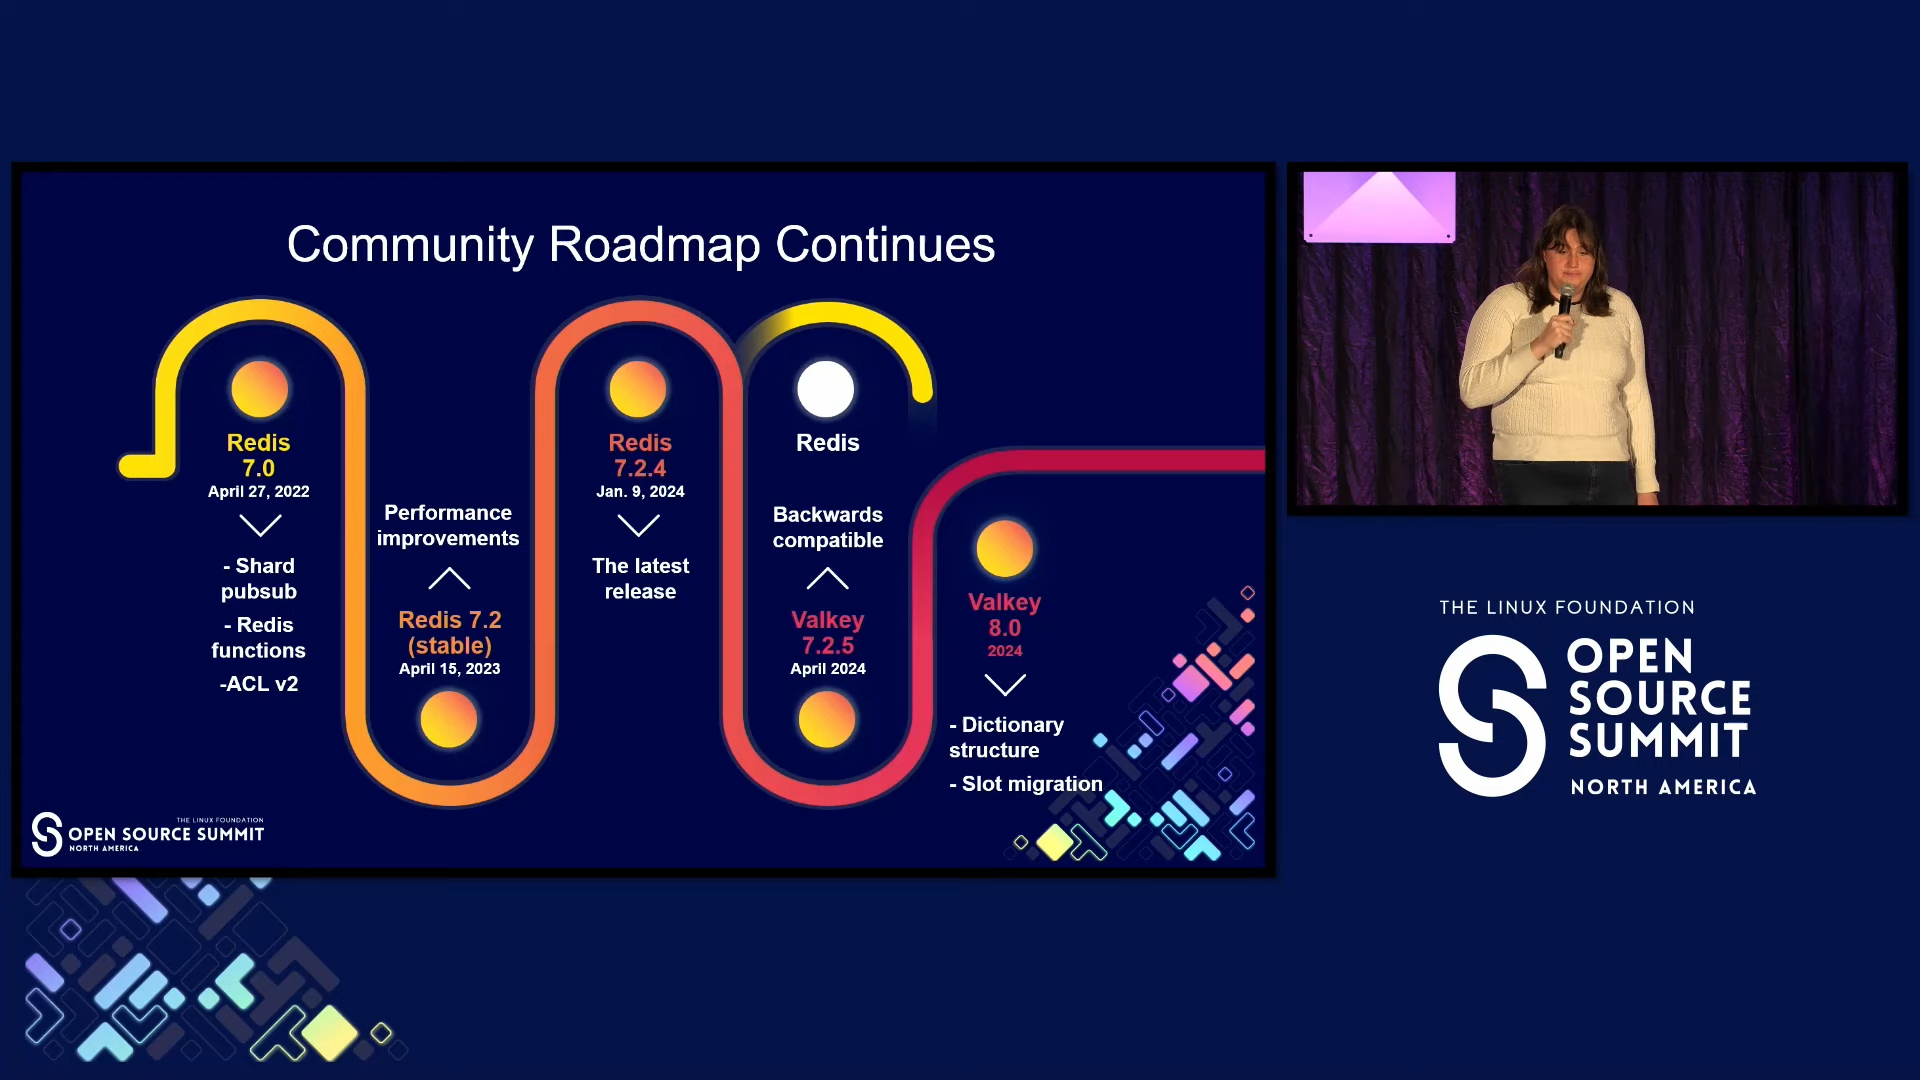 Community Roadmap Continues
Redis
7.0
April 27, 2022
- Shard
pubsub
- Redis
functions
-ACL v2
Performance
improvements
Redis 7.2
(stable)
April 15, 2023
Redis
7.2.4
Jan. 9, 2024
The latest
release
Redis
Backwards
compatible
Valkey
7.2.5
April 2024
Valkey
8.0
2024
- Dictionary
structure
- Slot migration
THE LINUX FOUNDATION
OPEN SOURCE SUMMIT
NORTH AMERICA
THE LINUX FOUNDATION
OPEN
SOURCE
SUMMIT
NORTH AMERICA